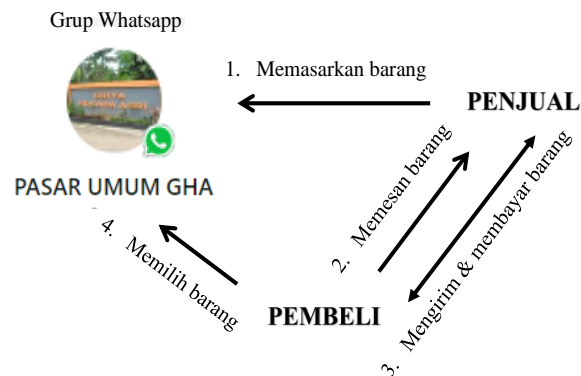 Grup Whatsapp
1. Memasarkan barang
PENJUAL
PASAR UMUM GHA
2. Memesan barang
3. Mengirim & membayar barang
4. Memilih barang
PEMBELI